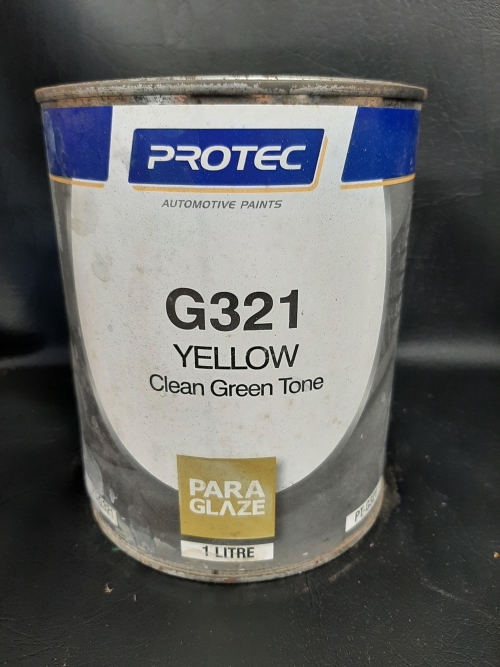 PROTEC
AUTOMOTIVE PAINTS
G321
YELLOW
Clean Green Tone
PARA
GLAZE
1 LITRE